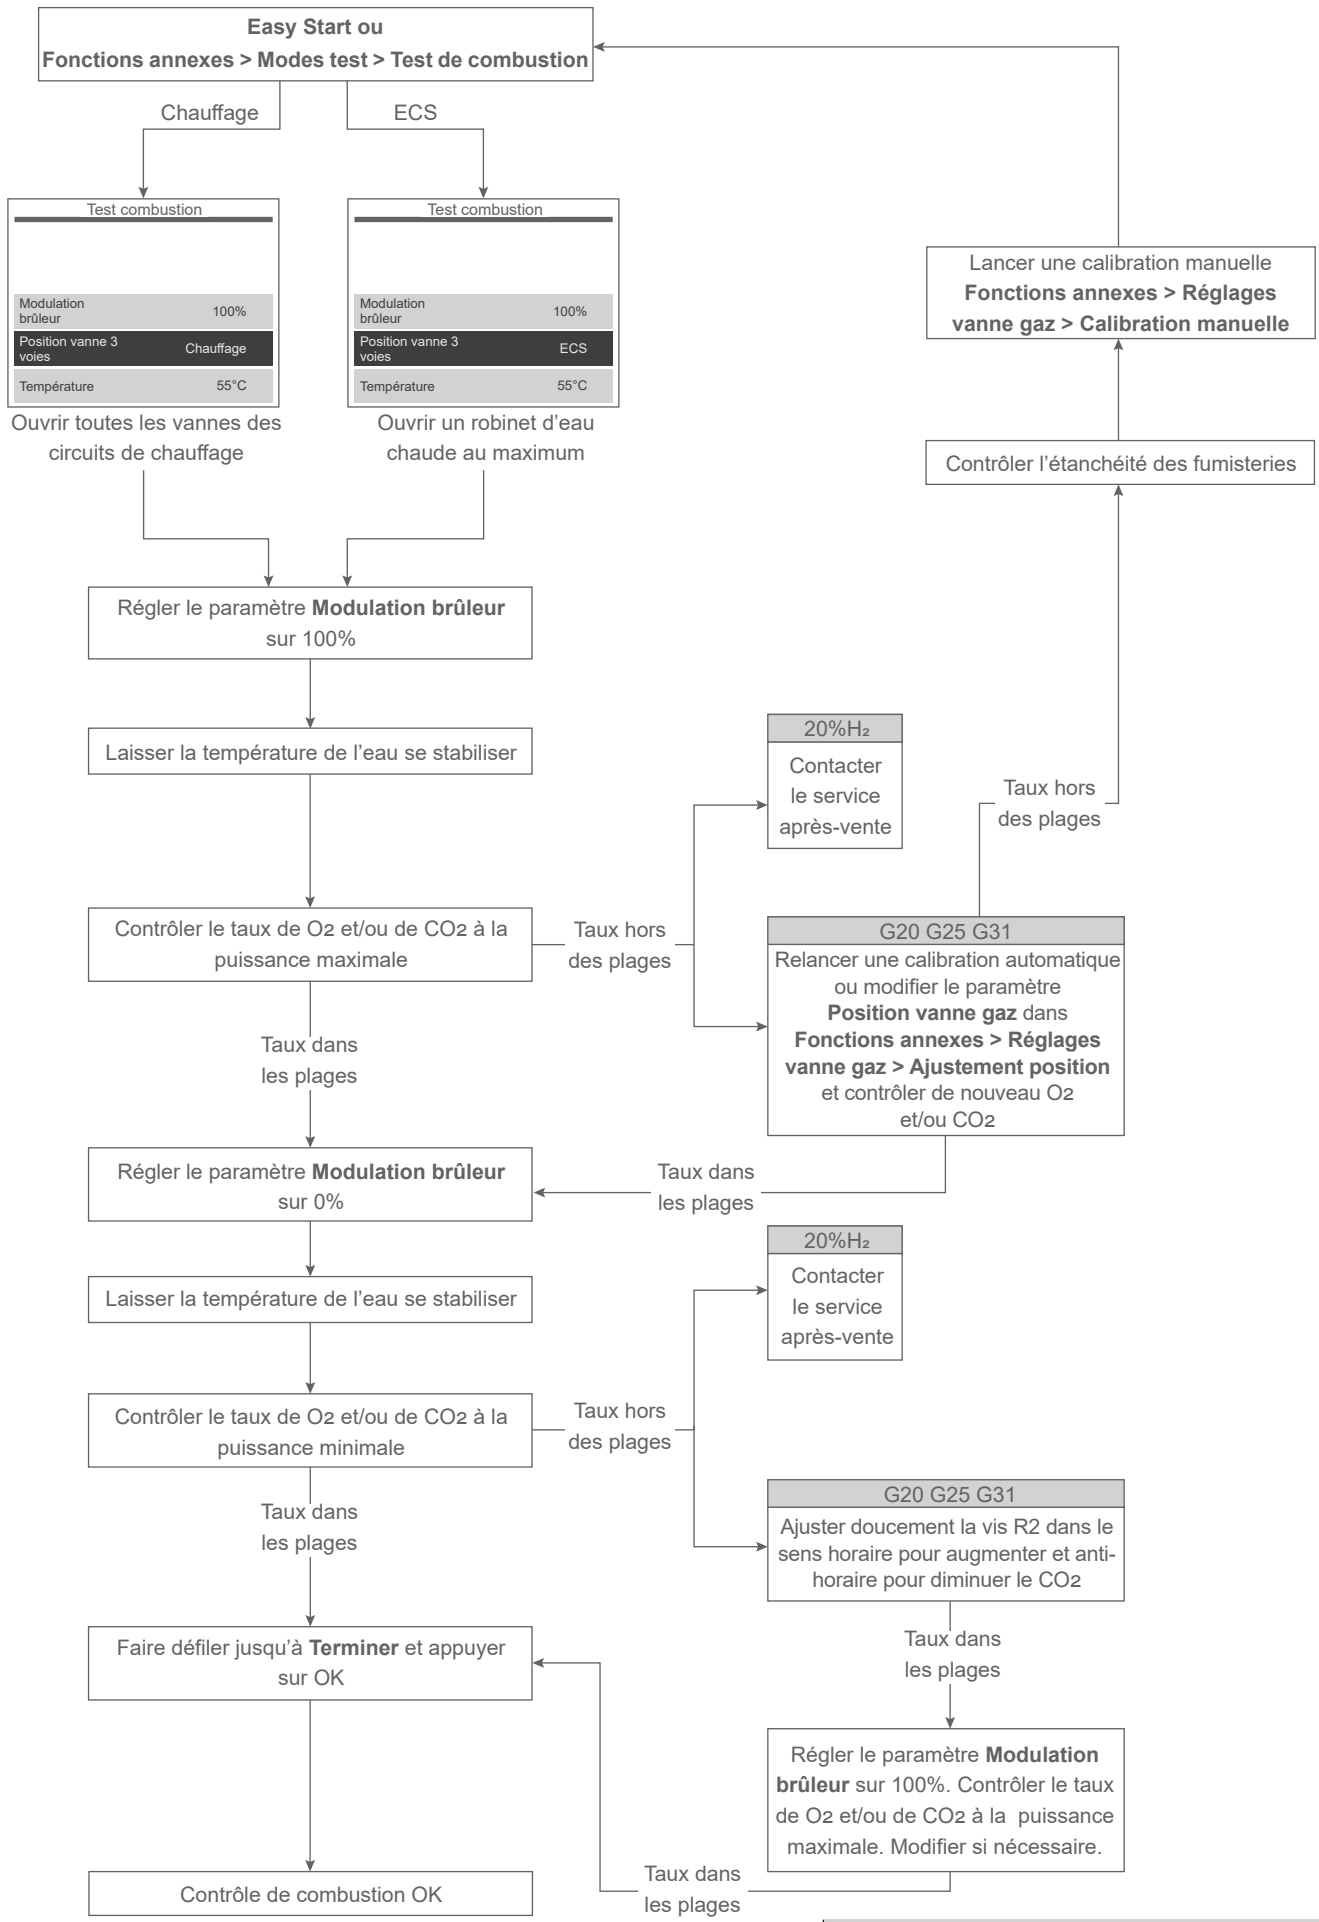 Easy Start ou
Fonctions annexes > Modes test > Test de combustion
Chauffage
ECS
Test combustion
Modulation
brûleur
100%
Position vanne 3
voies
Chauffage
Température
55°C
Ouvrir toutes les vannes des
circuits de chauffage
Test combustion
Modulation
brûleur
100%
Position vanne 3
voies
ECS
Température
55°C
Ouvrir un robinet d’eau
chaude au maximum
Lancer une calibration manuelle
Fonctions annexes > Réglages
vanne gaz > Calibration manuelle
Contrôler l’étanchéité des fumisteries
Régler le paramètre Modulation brûleur
sur 100%
Laisser la température de l’eau se stabiliser
20%H₂
Contacter
le service
après-vente
Taux hors
des plages
Contrôler le taux de O2 et/ou de CO2 à la
puissance maximale
Taux hors
des plages
G20 G25 G31
Relancer une calibration automatique
ou modifier le paramètre
Position vanne gaz dans
Fonctions annexes > Réglages
vanne gaz > Ajustement position
et contrôler de nouveau O2
et/ou CO2
Taux dans
les plages
Régler le paramètre Modulation brûleur
sur 0%
Taux dans
les plages
20%H₂
Contacter
le service
après-vente
Laisser la température de l’eau se stabiliser
Contrôler le taux de O2 et/ou de CO2 à la
puissance minimale
Taux hors
des plages
G20 G25 G31
Ajuster doucement la vis R2 dans le
sens horaire pour augmenter et anti-
horaire pour diminuer le CO2
Taux dans
les plages
Taux dans
les plages
Faire défiler jusqu’à Terminer et appuyer
sur OK
Régler le paramètre Modulation
brûleur sur 100%. Contrôler le taux
de O2 et/ou de CO2 à la puissance
maximale. Modifier si nécessaire.
Taux dans
les plages
Contrôle de combustion OK